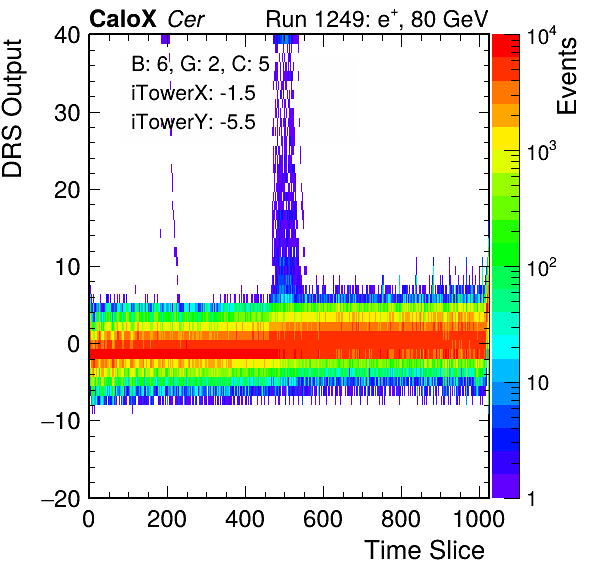 CaloX Cer
Run 1249: e+, 80 GeV
DRS Output
Events
B: 6, G: 2, C: 5
iTowerX: -1.5
iTowerY: -5.5
40
30
20
10
0
−10
−20
0
200
400
600
800
1000
Time Slice
10^4
10^3
10^2
10
1